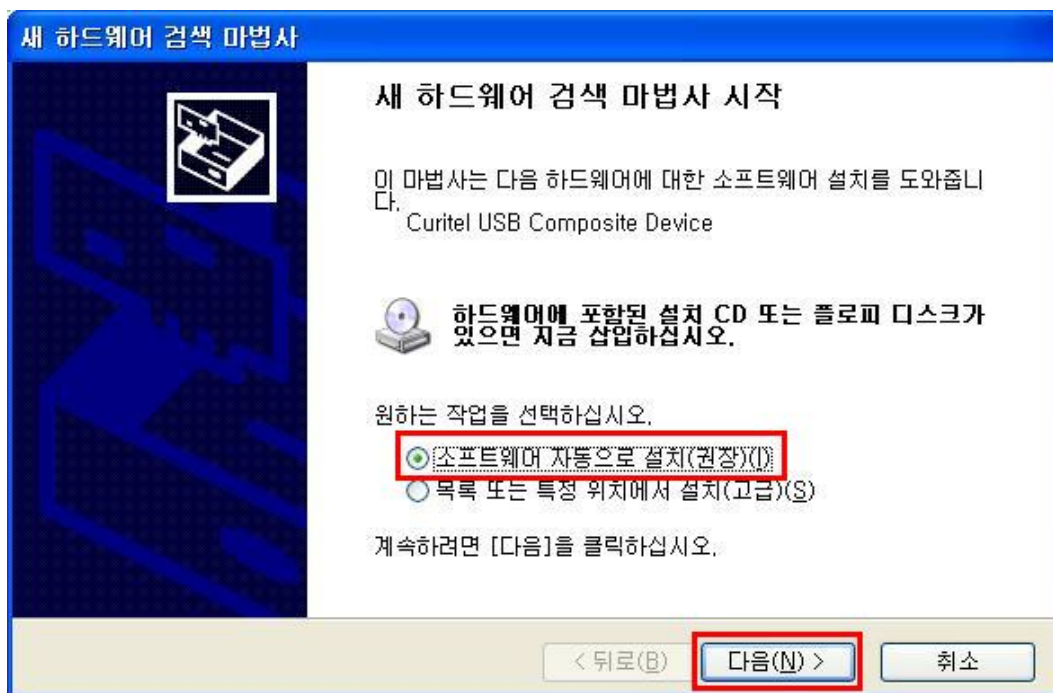 새 하드웨어 검색 마법사
새 하드웨어 검색 마법사 시작
이 마법사는 다음 하드웨어에 대한 소프트웨어 설치를 도와줍니
다.
Curitel USB Composite Device
하드웨어에 포함된 설치 CD 또는 플로피 디스크가
있으면 지금 삽입하십시오.
원하는 작업을 선택하십시오.
소프트웨어 자동으로 설치(권장)(I)
목록 또는 특정 위치에서 설치(고급)(S)
계속하려면 [다음]을 클릭하십시오.
< 뒤로(B)
다음(N) >
취소